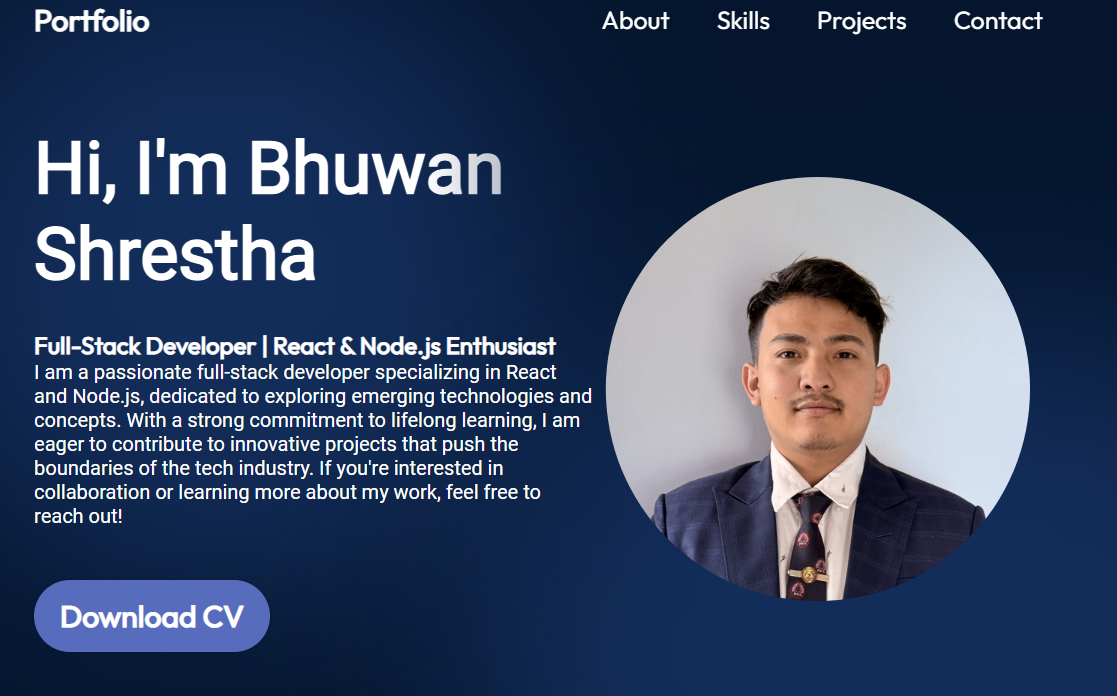 Portfolio
About Skills Projects Contact
Hi, I'm Bhuwan
Shrestha
Full-Stack Developer | React & Node.js Enthusiast
I am a passionate full-stack developer specializing in React
and Node.js, dedicated to exploring emerging technologies and
concepts. With a strong commitment to lifelong learning, I am
eager to contribute to innovative projects that push the
boundaries of the tech industry. If you're interested in
collaboration or learning more about my work, feel free to
reach out!
Download CV